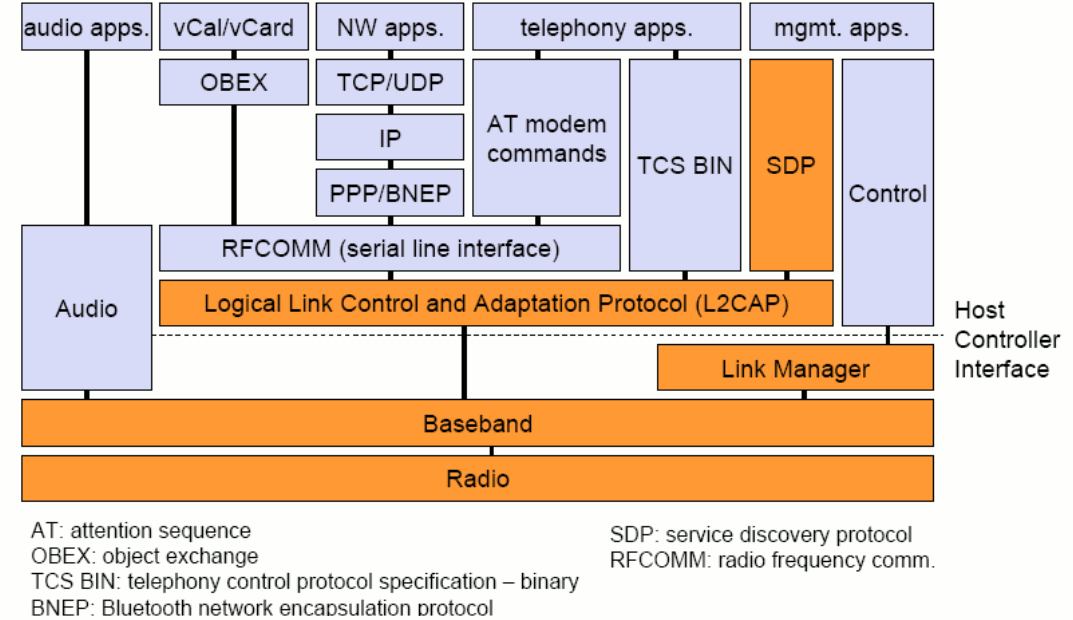 audio apps.
vCal/vCard
NW apps.
telephony apps.
mgmt. apps.
OBEX
TCP/UDP
IP
PPP/BNEP
AT modem
commands
TCS BIN
SDP
Control
RFCOMM (serial line interface)
Audio
Logical Link Control and Adaptation Protocol (L2CAP)
Host
Controller
Interface
Link Manager
Baseband
Radio
AT: attention sequence
OBEX: object exchange
TCS BIN: telephony control protocol specification – binary
BNEP: Bluetooth network encapsulation protocol
SDP: service discovery protocol
RFCOMM: radio frequency comm.